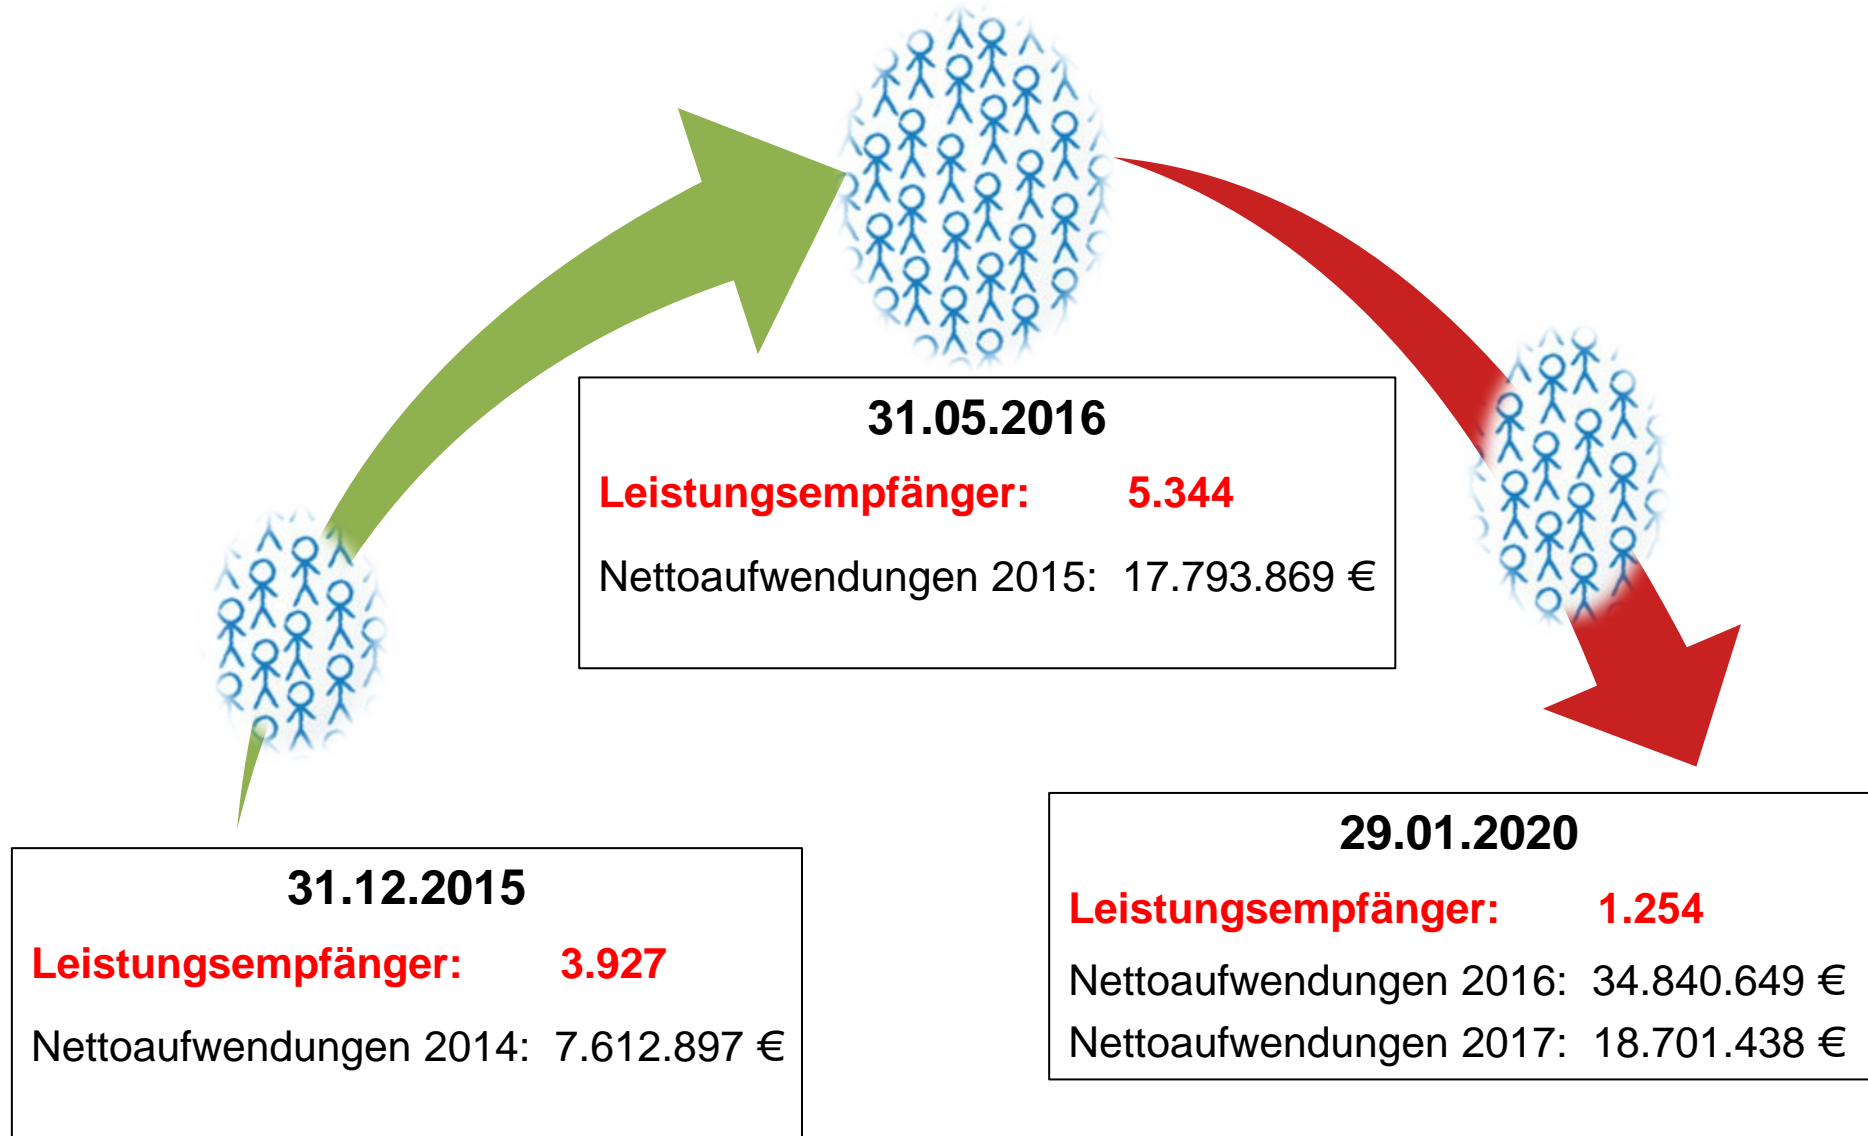 31.05.2016
Leistungsempfänger: 5.344
Nettoaufwendungen 2015: 17.793.869 €
31.12.2015
Leistungsempfänger: 3.927
Nettoaufwendungen 2014: 7.612.897 €
29.01.2020
Leistungsempfänger: 1.254
Nettoaufwendungen 2016: 34.840.649 €
Nettoaufwendungen 2017: 18.701.438 €